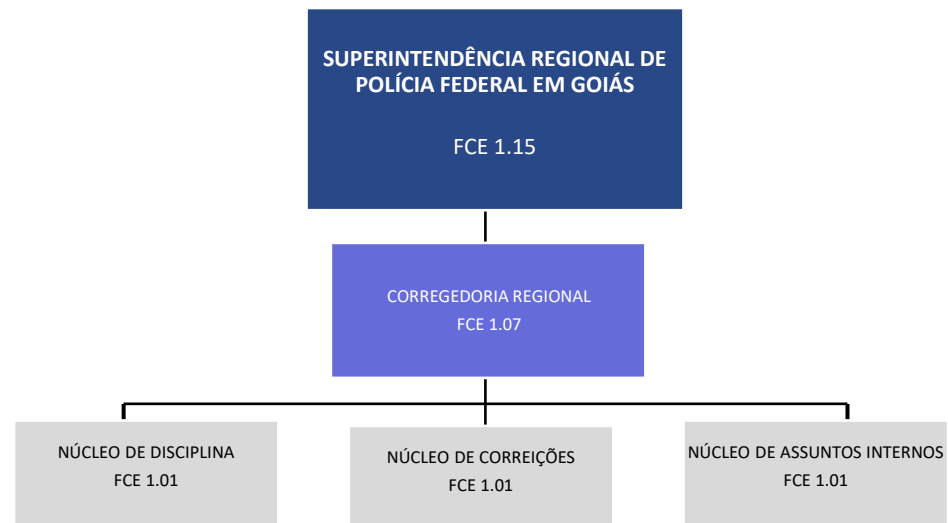 SUPERINTENDÊNCIA REGIONAL DE
POLÍCIA FEDERAL EM GOIÁS
FCE 1.15
CORREGEDORIA REGIONAL
FCE 1.07
NÚCLEO DE DISCIPLINA
FCE 1.01
NÚCLEO DE CORREIÇÕES
FCE 1.01
NÚCLEO DE ASSUNTOS INTERNOS
FCE 1.01